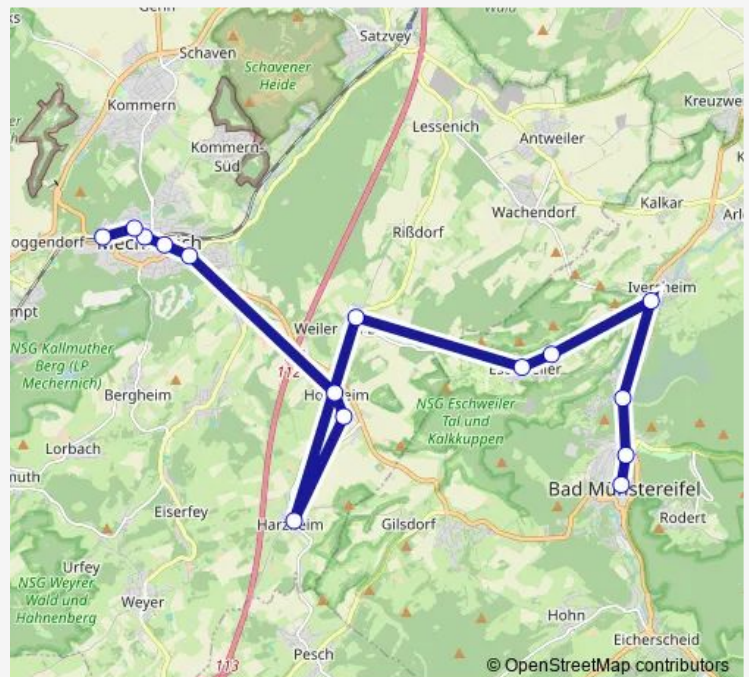 Satzvey
Schaven
Schavener
Heide
Kommern
Kreuzwe
Lessenich
Antweiler
Kommern-
Süd
Wachendorf
Kalkar
Rißdorf
112
Weiler
NSG Kallmuther
Berg (LP
Mechernich)
Bergheim
NSG Eschweiler
Tal und
Kalkkuppen
Lorbach
Bad Münstereifel
Eiserfey
Harzheim
Gilsdorf
Rodert
Urfey
NSG Weyrer
Wald und
Hahnenberg
Weyer
Hohn
Eicherscheid
Pesch
113
© OpenStreetMap contributors